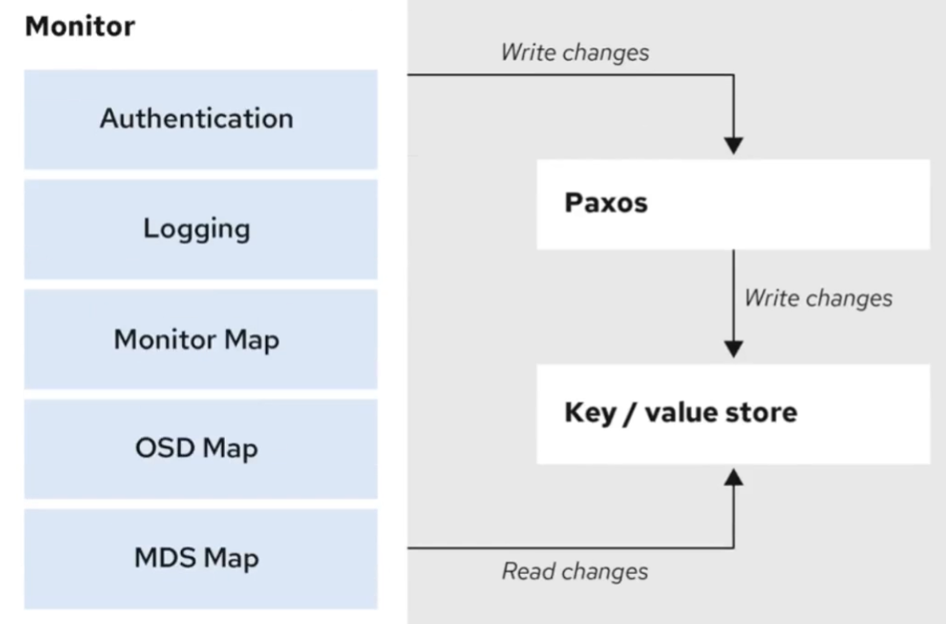 Monitor
Authentication
Logging
Monitor Map
OSD Map
MDS Map
Write changes
Paxos
Write changes
Key / value store
Read changes